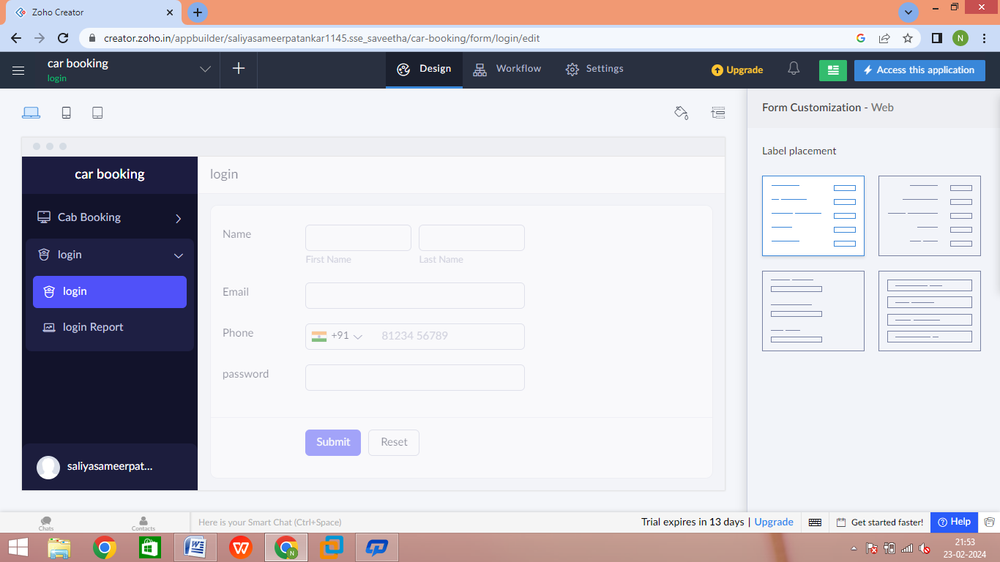 Zoho Creator
creator.zoho.in/appbuilder/saliyasameerpatankar1145.sse_saveetha/car-booking/form/login/edit
N
car booking
login
Design
Workflow
Settings
Upgrade
Access this application
Form Customization - Web
Label placement
car booking
login
Cab Booking
login
login
login Report
saliyasameerpat...
Name
First Name
Last Name
Email
Phone
+91
81234 56789
password
Submit
Reset
Chats
Contacts
Here is your Smart Chat (Ctrl+Space)
Trial expires in 13 days | Upgrade
Get started faster!
Help
W
W
N
21:53
23-02-2024